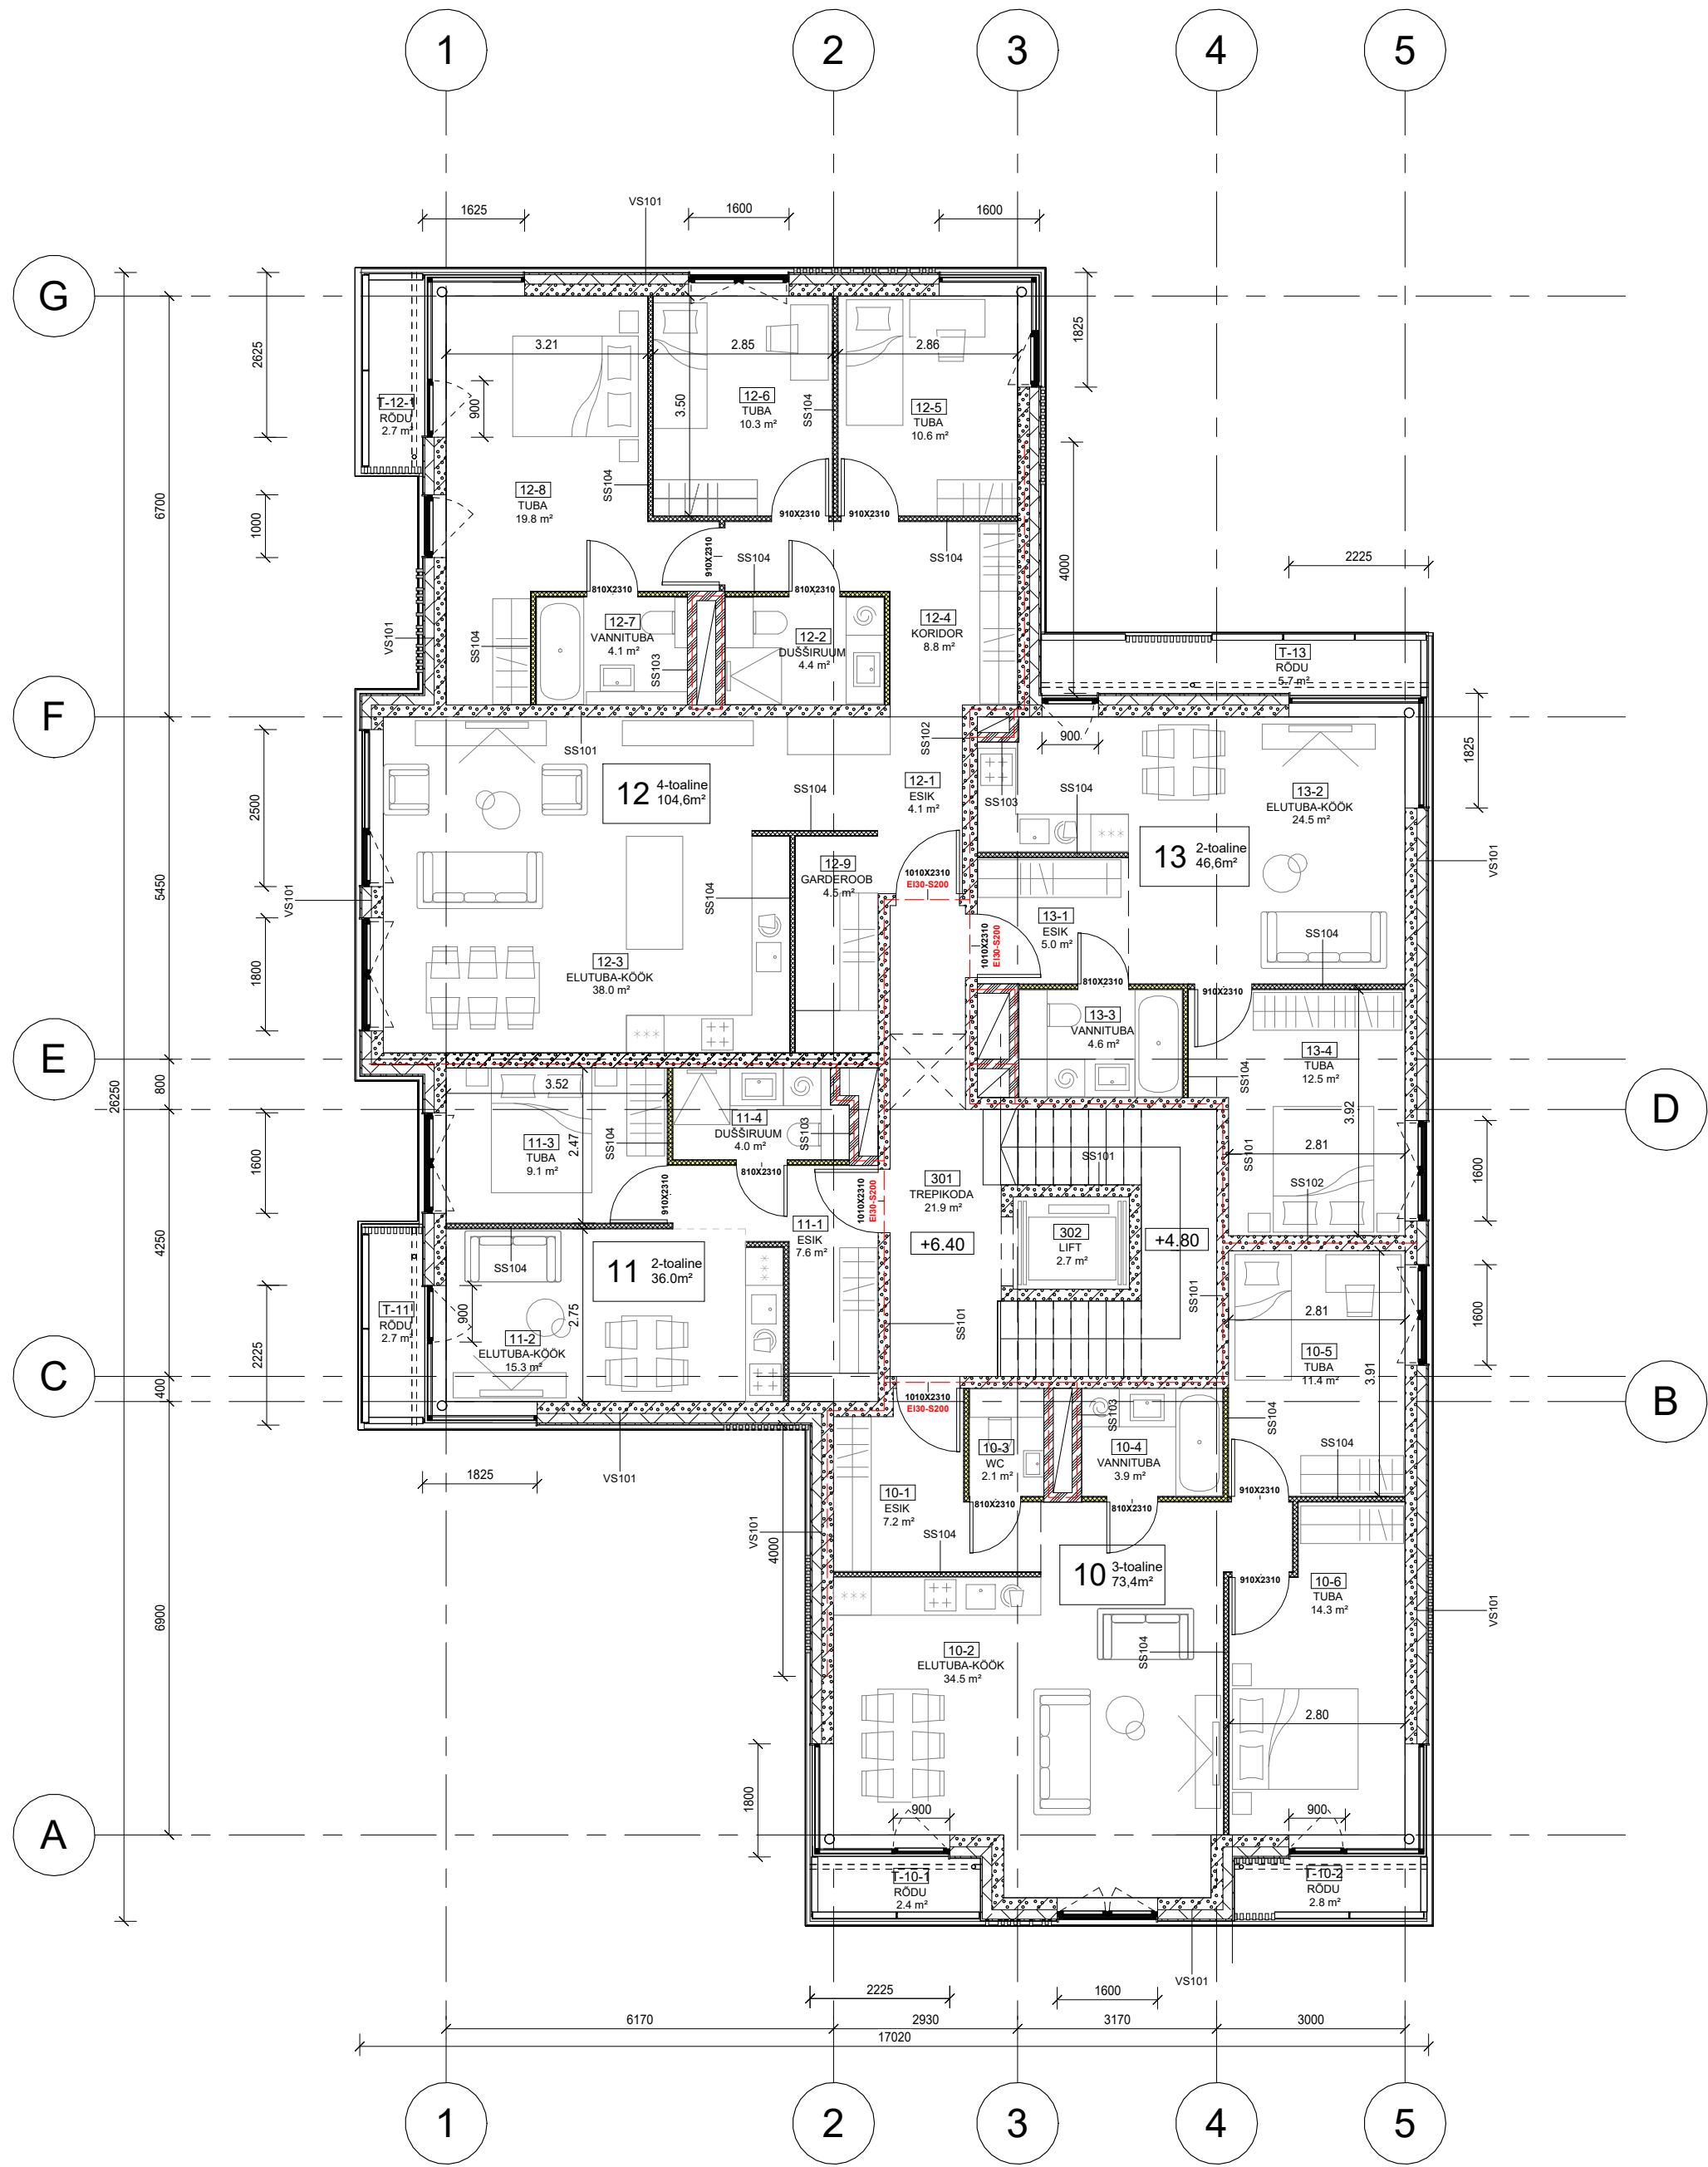 1
2
3
4
5
1625
VS101
1600
1600
G
2625
1825
3.21
2.85
2.86
T-12-1
RÕDU
2.7 m²
900
3.50
12-6
TUBA
10.3 m²
SS104
12-5
TUBA
10.6 m²
12-8
TUBA
19.8 m²
SS104
910X2310
910X2310
6700
1000
4000
2225
910X2310
SS104
SS104
810X2310
810X2310
VS101
SS104
12-7
VANNITUBA
4.1 m²
SS103
12-2
DUŠŠIRUUM
4.4 m²
12-4
KORIDOR
8.8 m²
T-13
RÕDU
5.7 m²
F
SS101
SS102
900
1825
12
4-toaline
104,6m²
SS104
12-1
ESIK
4.1 m²
SS103
SS104
13-2
ELUTUBA-KÖÖK
24.5 m²
2500
13
2-toaline
46,6m²
VS101
5450
VS101
SS104
12-9
GARDEROOB
4.5 m²
1010X2310
EI30-S200
13-1
ESIK
5.0 m²
1010X2310
EI30-S200
SS104
12-3
ELUTUBA-KÖÖK
38.0 m²
1800
810X2310
910X2310
13-3
VANNITUBA
4.6 m²
E
13-4
TUBA
12.5 m²
SS104
800
26250
3.52
D
11-4
DUŠŠIRUUM
4.0 m²
SS103
SS104
2.47
11-3
TUBA
9.1 m²
3.92
1600
SS101
SS101
2.81
1600
810X2310
910X2310
1010X2310
EI30-S200
301
TREPIKODA
21.9 m²
SS102
11-1
ESIK
7.6 m²
+6.40
302
LIFT
2.7 m²
+4.80
4250
SS104
11
2-toaline
36.0m²
T-11
RÕDU
2.7 m²
900
2.75
11-2
ELUTUBA-KÖÖK
15.3 m²
SS101
SS101
2.81
1600
2225
10-5
TUBA
11.4 m²
3.91
C
400
B
1010X2310
EI30-S200
SS103
SS104
10-3
WC
2.1 m²
10-4
VANNITUBA
3.9 m²
SS104
1825
VS101
10-1
ESIK
7.2 m²
910X2310
810X2310
810X2310
VS101
4000
SS104
10
3-toaline
73,4m²
910X2310
10-6
TUBA
14.3 m²
VS101
6900
10-2
ELUTUBA-KÖÖK
34.5 m²
SS104
2.80
1800
900
900
A
T-10-1
RÕDU
2.4 m²
T-10-2
RÕDU
2.8 m²
VS101
2225
1600
6170
2930
3170
3000
17020
1
2
3
4
5